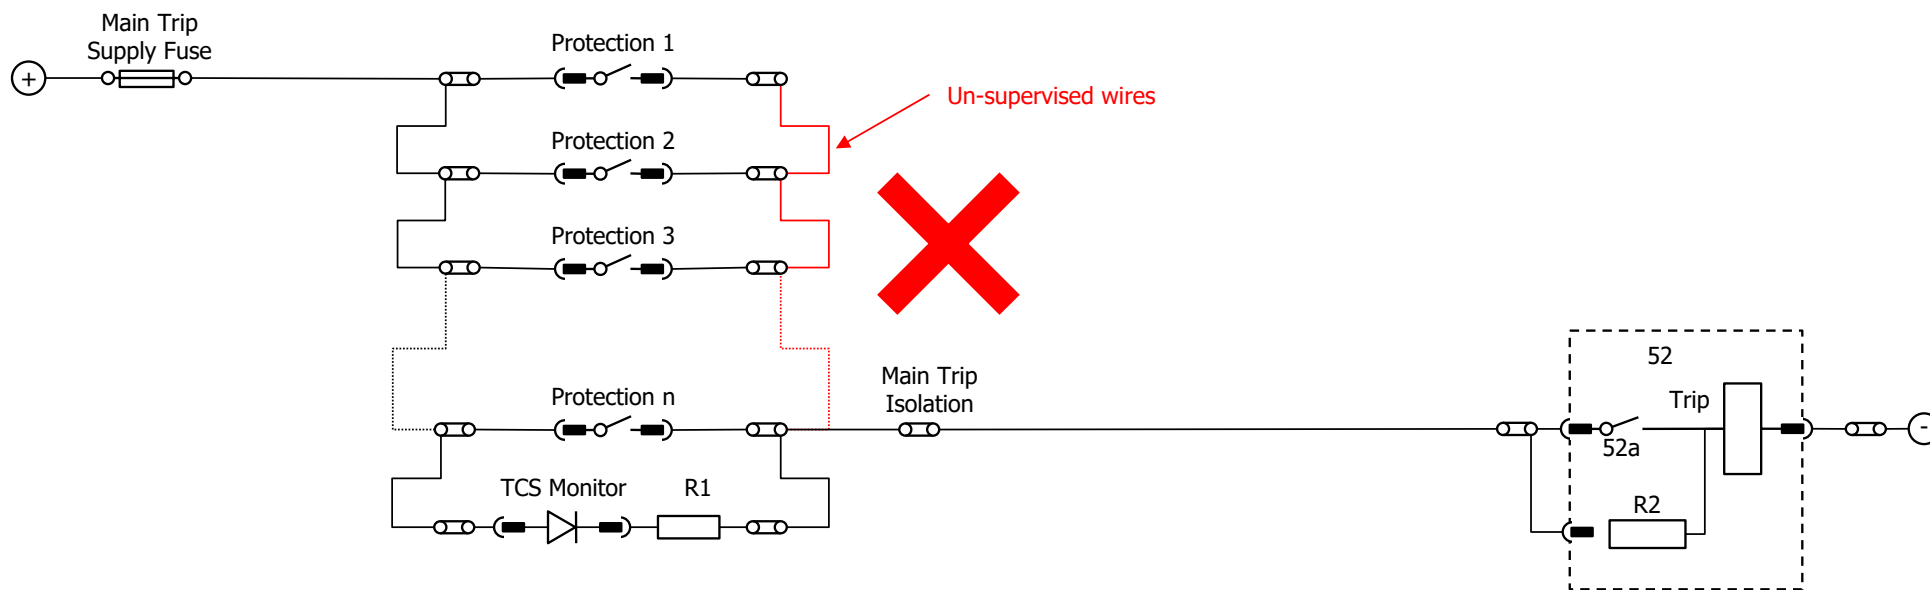 Main Trip
Supply Fuse
+
Protection 1
Un-supervised wires
Protection 2
Protection 3
Protection n
Main Trip
Isolation
52
Trip
52a
-
TCS Monitor
R1
R2